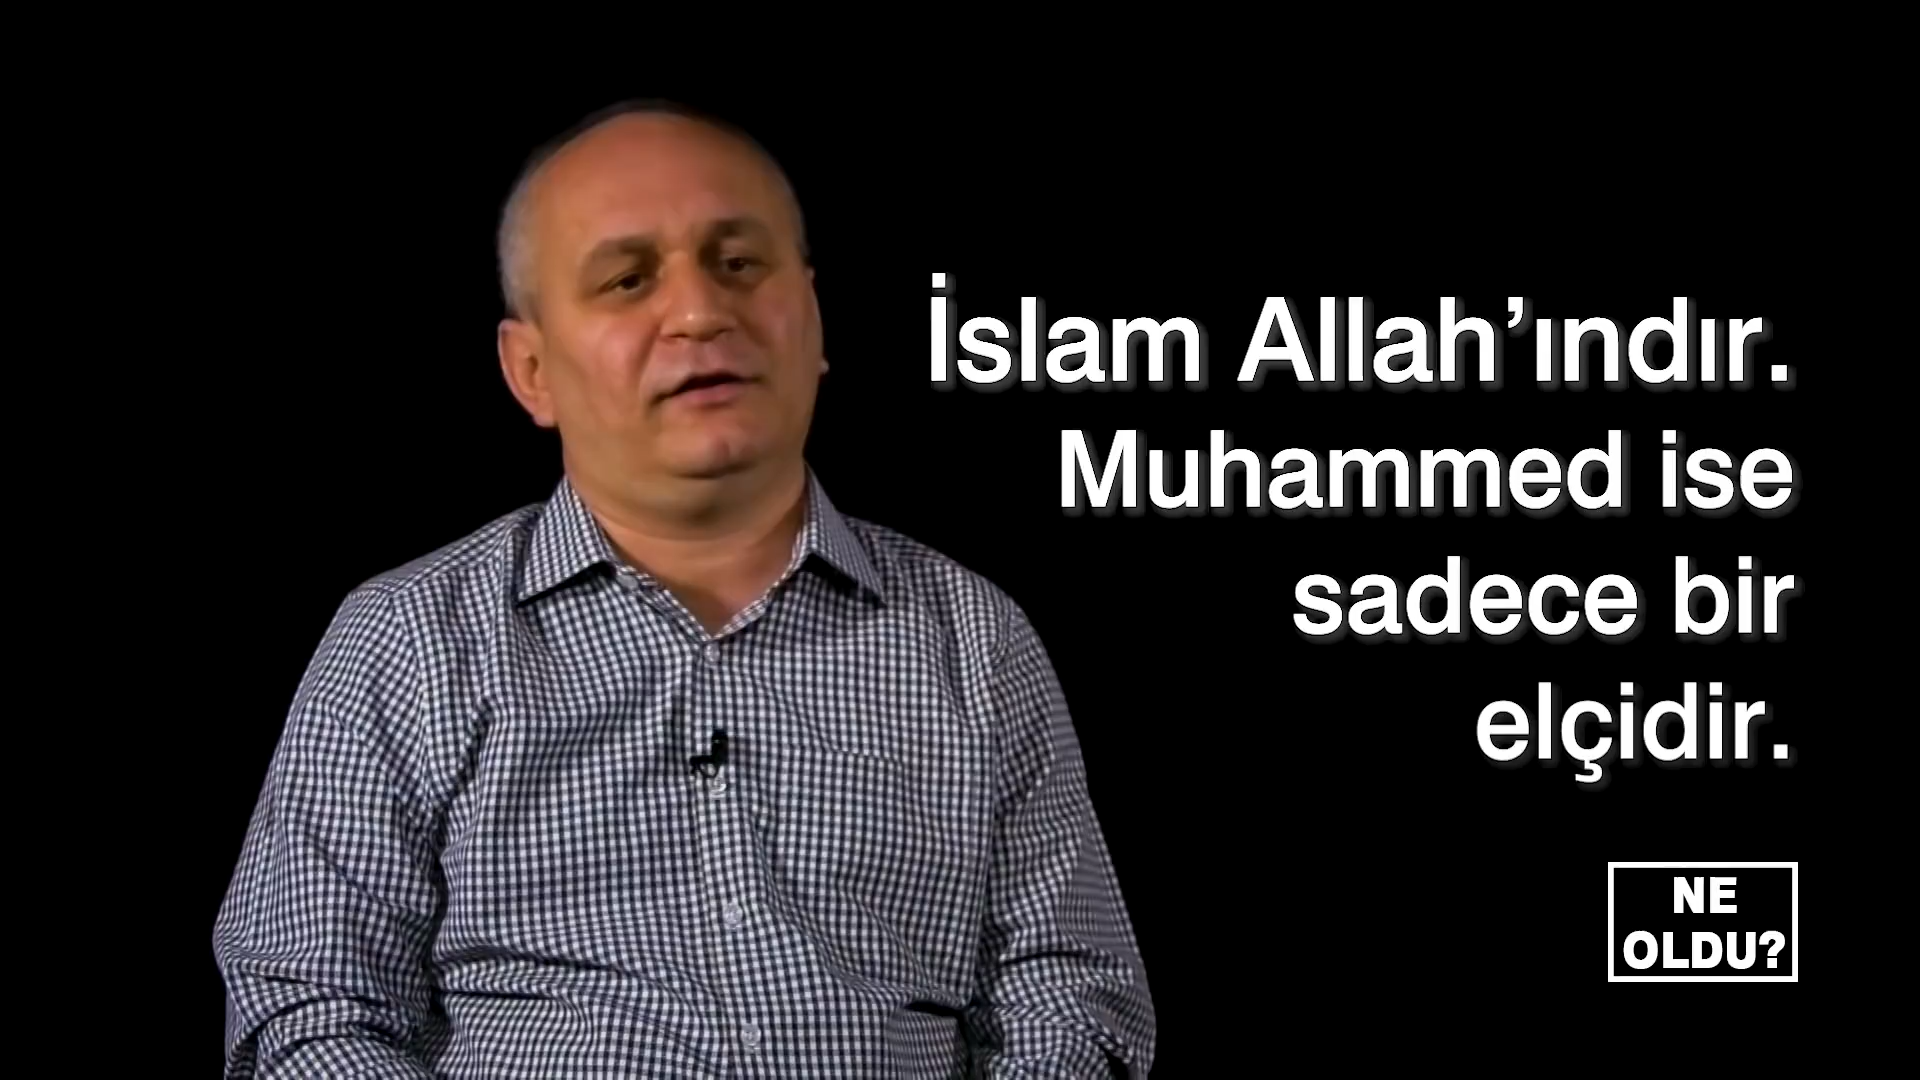 İslam Allah’ındır.
Muhammed ise
sadece bir
elçidir.
NE
OLDU?